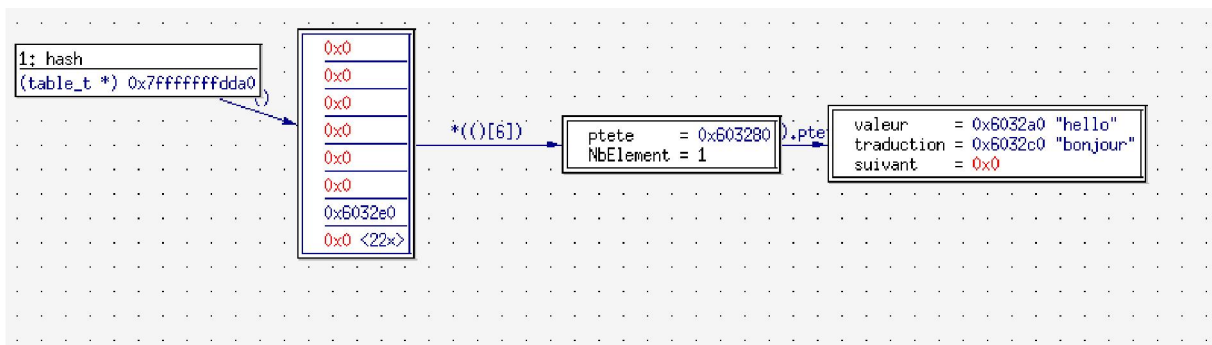 1: hash
(table_t *) 0x7fffffffdda0
()
0x0
0x0
0x0
0x0
0x0
0x0
0x6032e0
0x0 <22x>
*(()[6])
ptete = 0x603280
NbElement = 1
).pte
valeur = 0x6032a0 "hello"
traduction = 0x6032c0 "bonjour"
suivant = 0x0